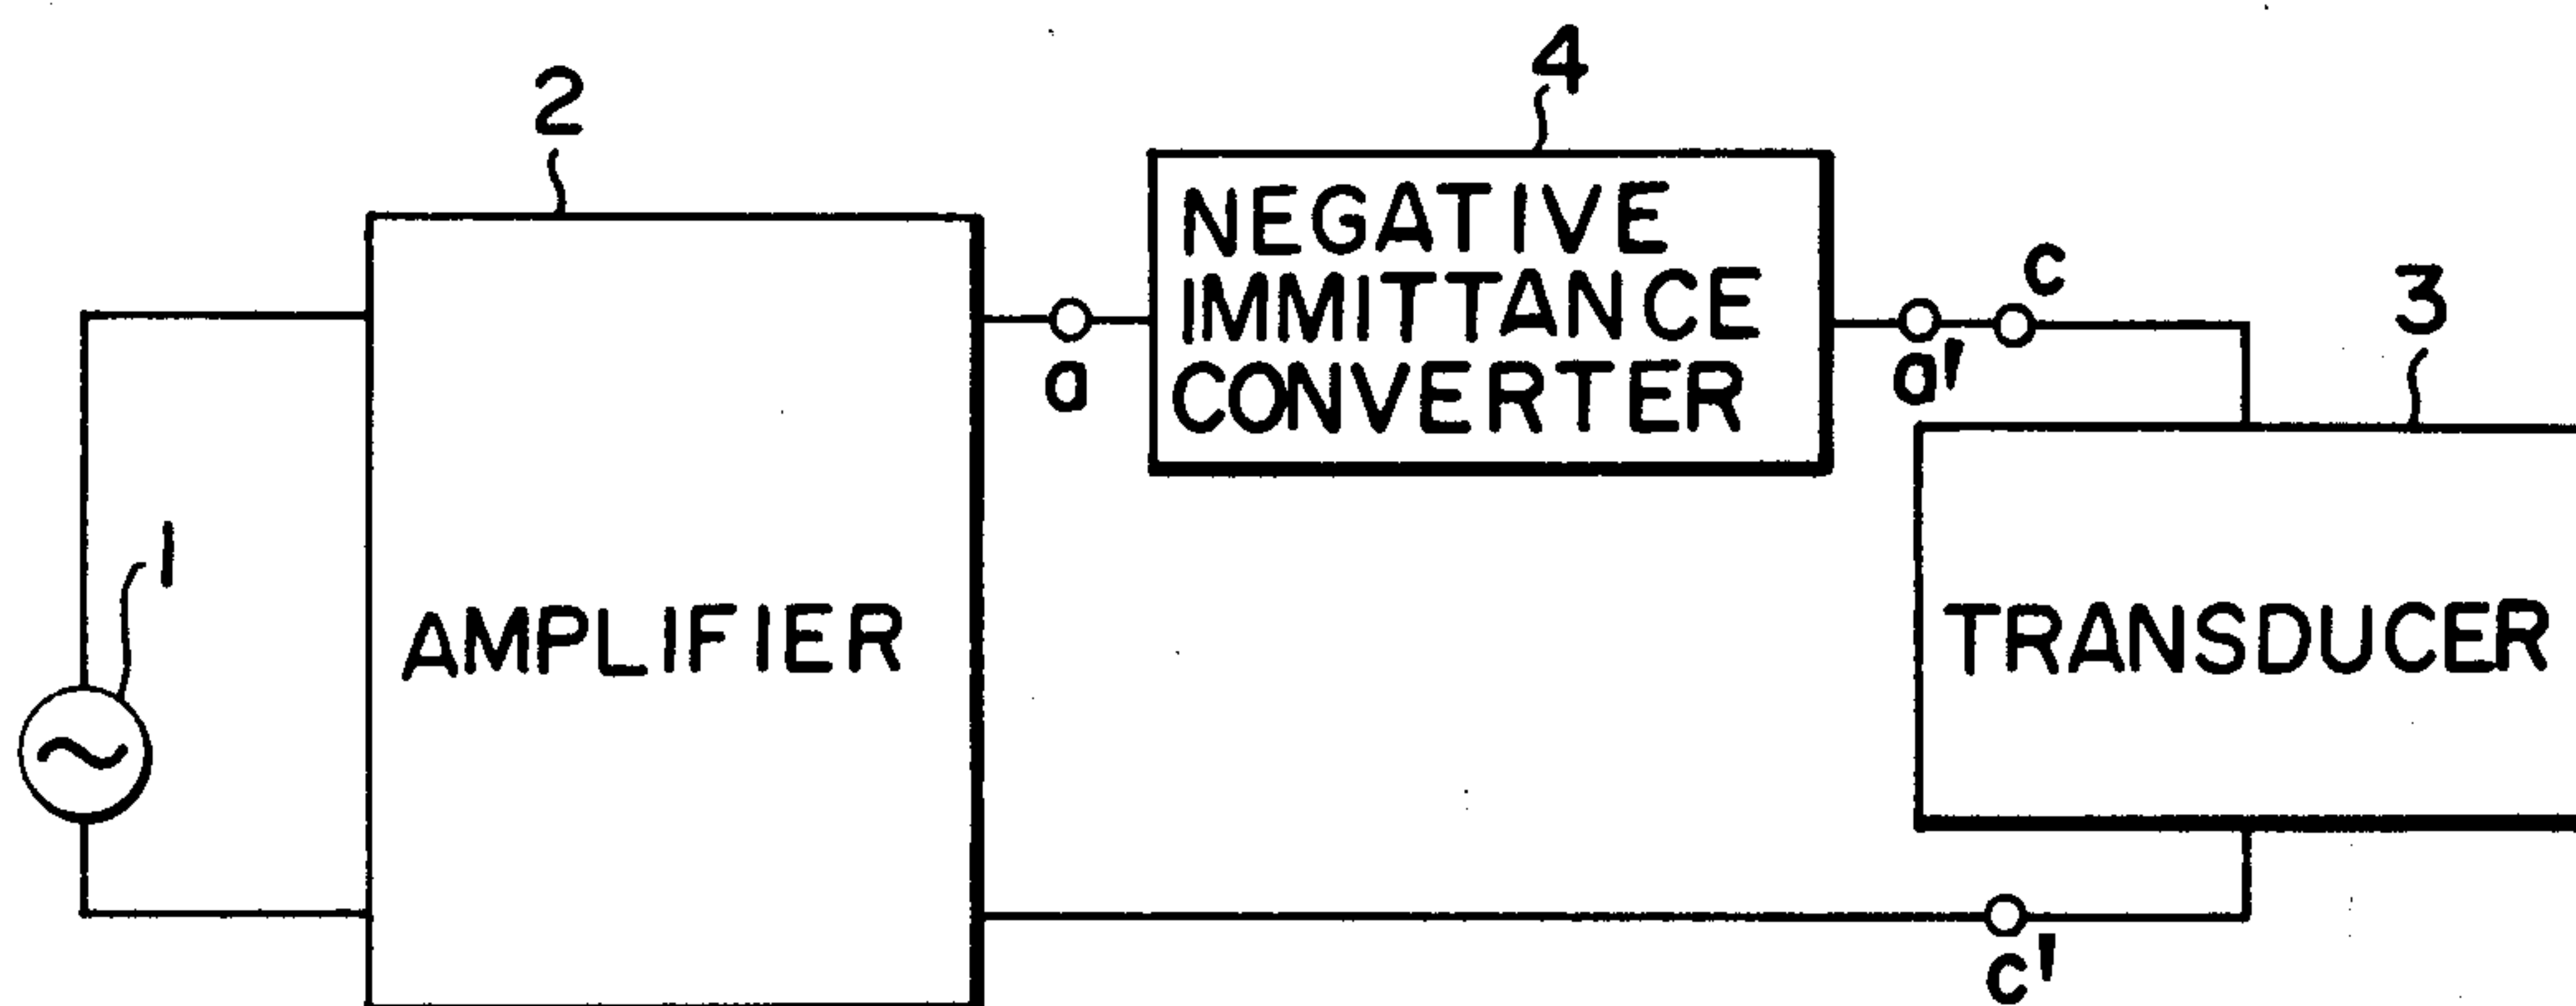 2
4
NEGATIVE
IMMITTANCE
CONVERTER
a
a'
c
3
1
AMPLIFIER
TRANSDUCER
c'